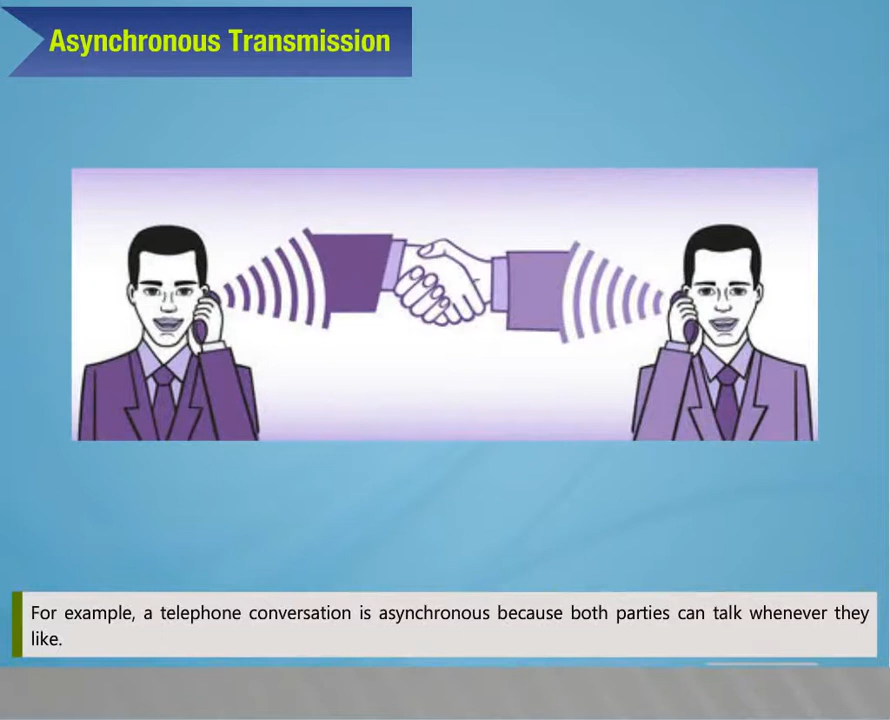 Asynchronous Transmission
For example, a telephone conversation is asynchronous because both parties can talk whenever they
like.